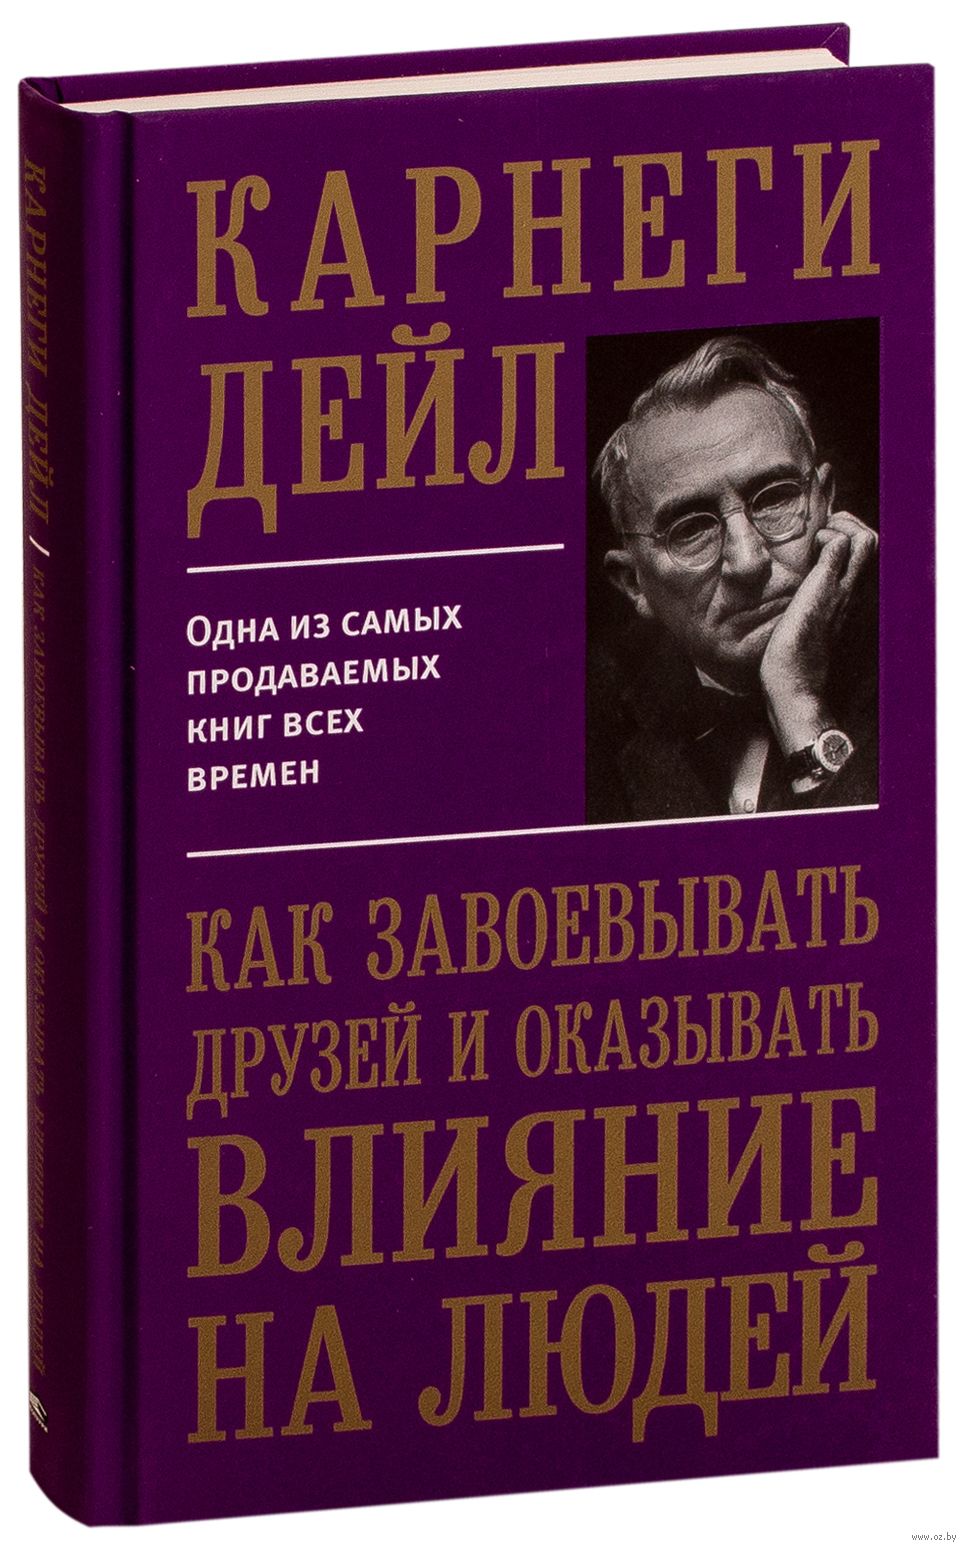 КАРНЕГИ
ДЕЙЛ
ОДНА ИЗ САМЫХ
ПРОДАВАЕМЫХ
КНИГ ВСЕХ
ВРЕМЕН
КАК ЗАВОЕВЫВАТЬ
ДРУЗЕЙ И ОКАЗЫВАТЬ
ВЛИЯНИЕ
НА ЛЮДЕЙ
КАРНЕГИ ДЕЙЛ / КАК ЗАВОЕВЫВАТЬ ДРУЗЕЙ И ОКАЗЫВАТЬ ВЛИЯНИЕ НА ЛЮДЕЙ
www.oz.by